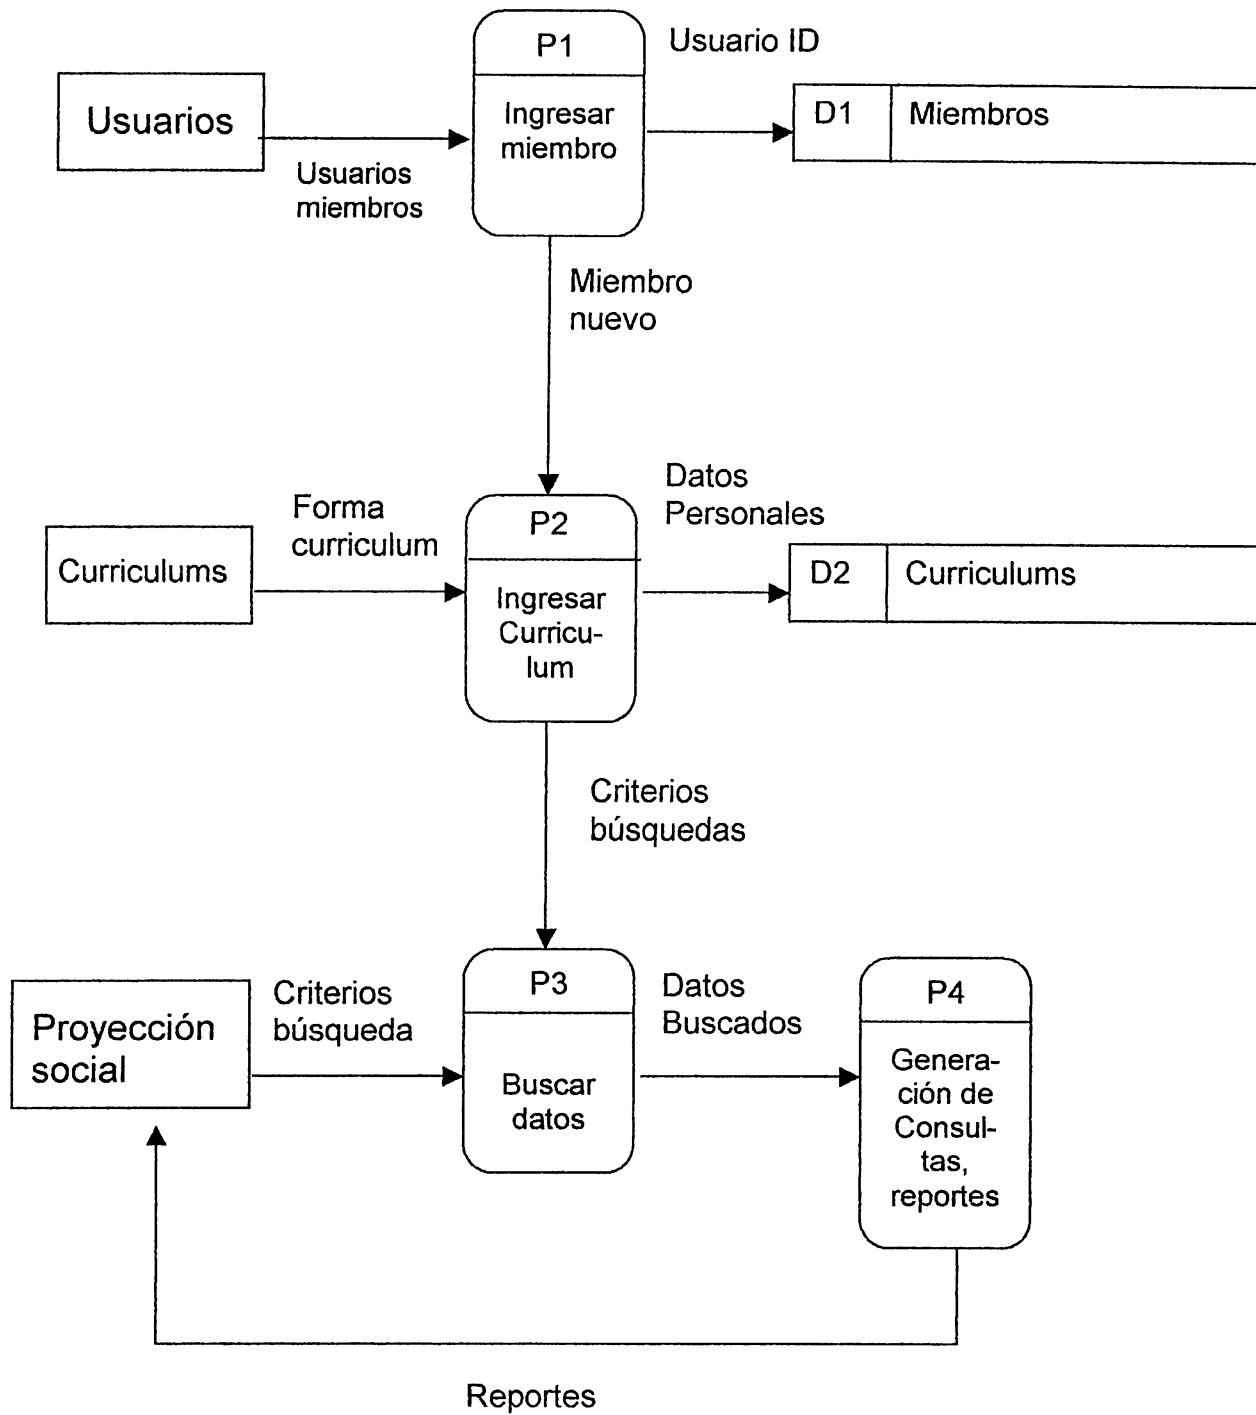 P1
Usuario ID
Usuarios
Ingresar
miembro
D1
Miembros
Usuarios
miembros
Miembro
nuevo
Datos
Personales
Forma
curriculum
P2
Curriculums
Ingresar
Curricu-
lum
D2
Curriculums
Criterios
búsquedas
Criterios
búsqueda
P3
Datos
Buscados
P4
Proyección
social
Buscar
datos
Genera-
ción de
Consul-
tas,
reportes
Reportes